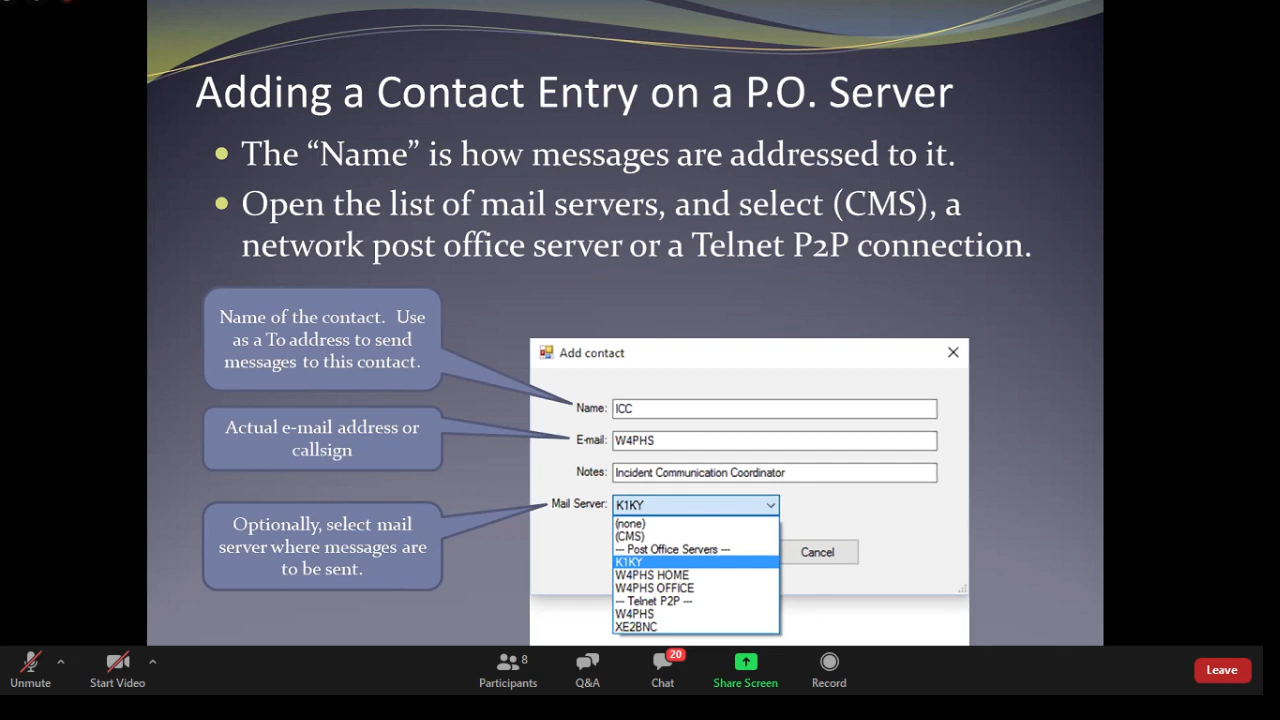 Adding a Contact Entry on a P.O. Server
The “Name” is how messages are addressed to it.
Open the list of mail servers, and select (CMS), a
network post office server or a Telnet P2P connection.
Name of the contact. Use
as a To address to send
messages to this contact.
Actual e-mail address or
callsign
Optionally, select mail
server where messages are
to be sent.
Add contact
Name: ICC
E-mail: W4PHS
Notes: Incident Communication Coordinator
Mail Server: K1KY
(none)
(CMS)
--- Post Office Servers ---
K1KY
W4PHS HOME
W4PHS OFFICE
--- Telnet P2P ---
W4PHS
XE2BNC
Cancel
Unmute
Start Video
8
Participants
Q&A
20
Chat
Share Screen
Record
Leave